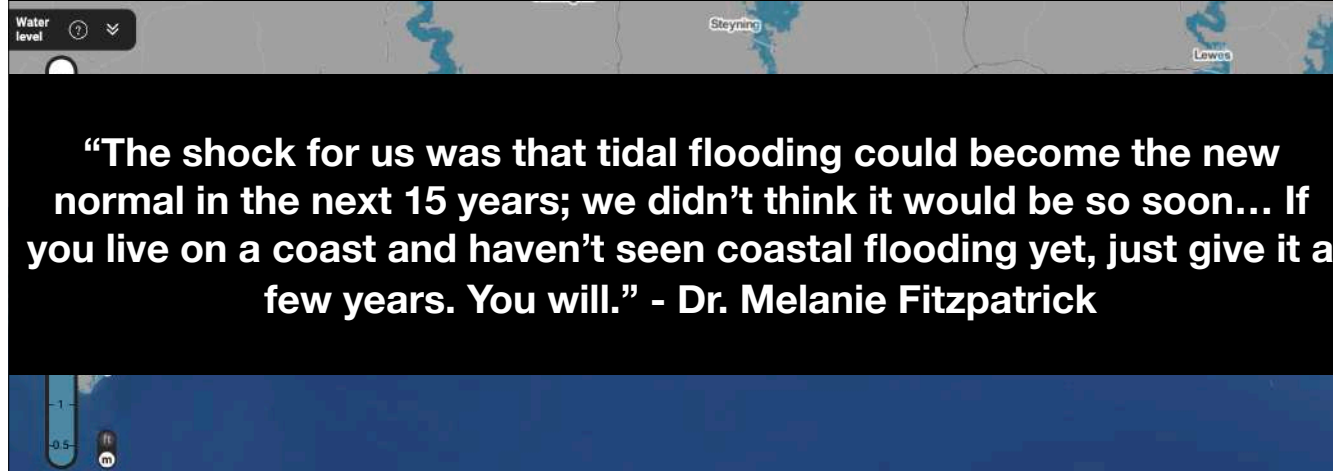 Water
level
?
Steyning
Lewes
“The shock for us was that tidal flooding could become the new
normal in the next 15 years; we didn’t think it would be so soon… If
you live on a coast and haven’t seen coastal flooding yet, just give it a
few years. You will.” - Dr. Melanie Fitzpatrick
1
0.5
ft
m